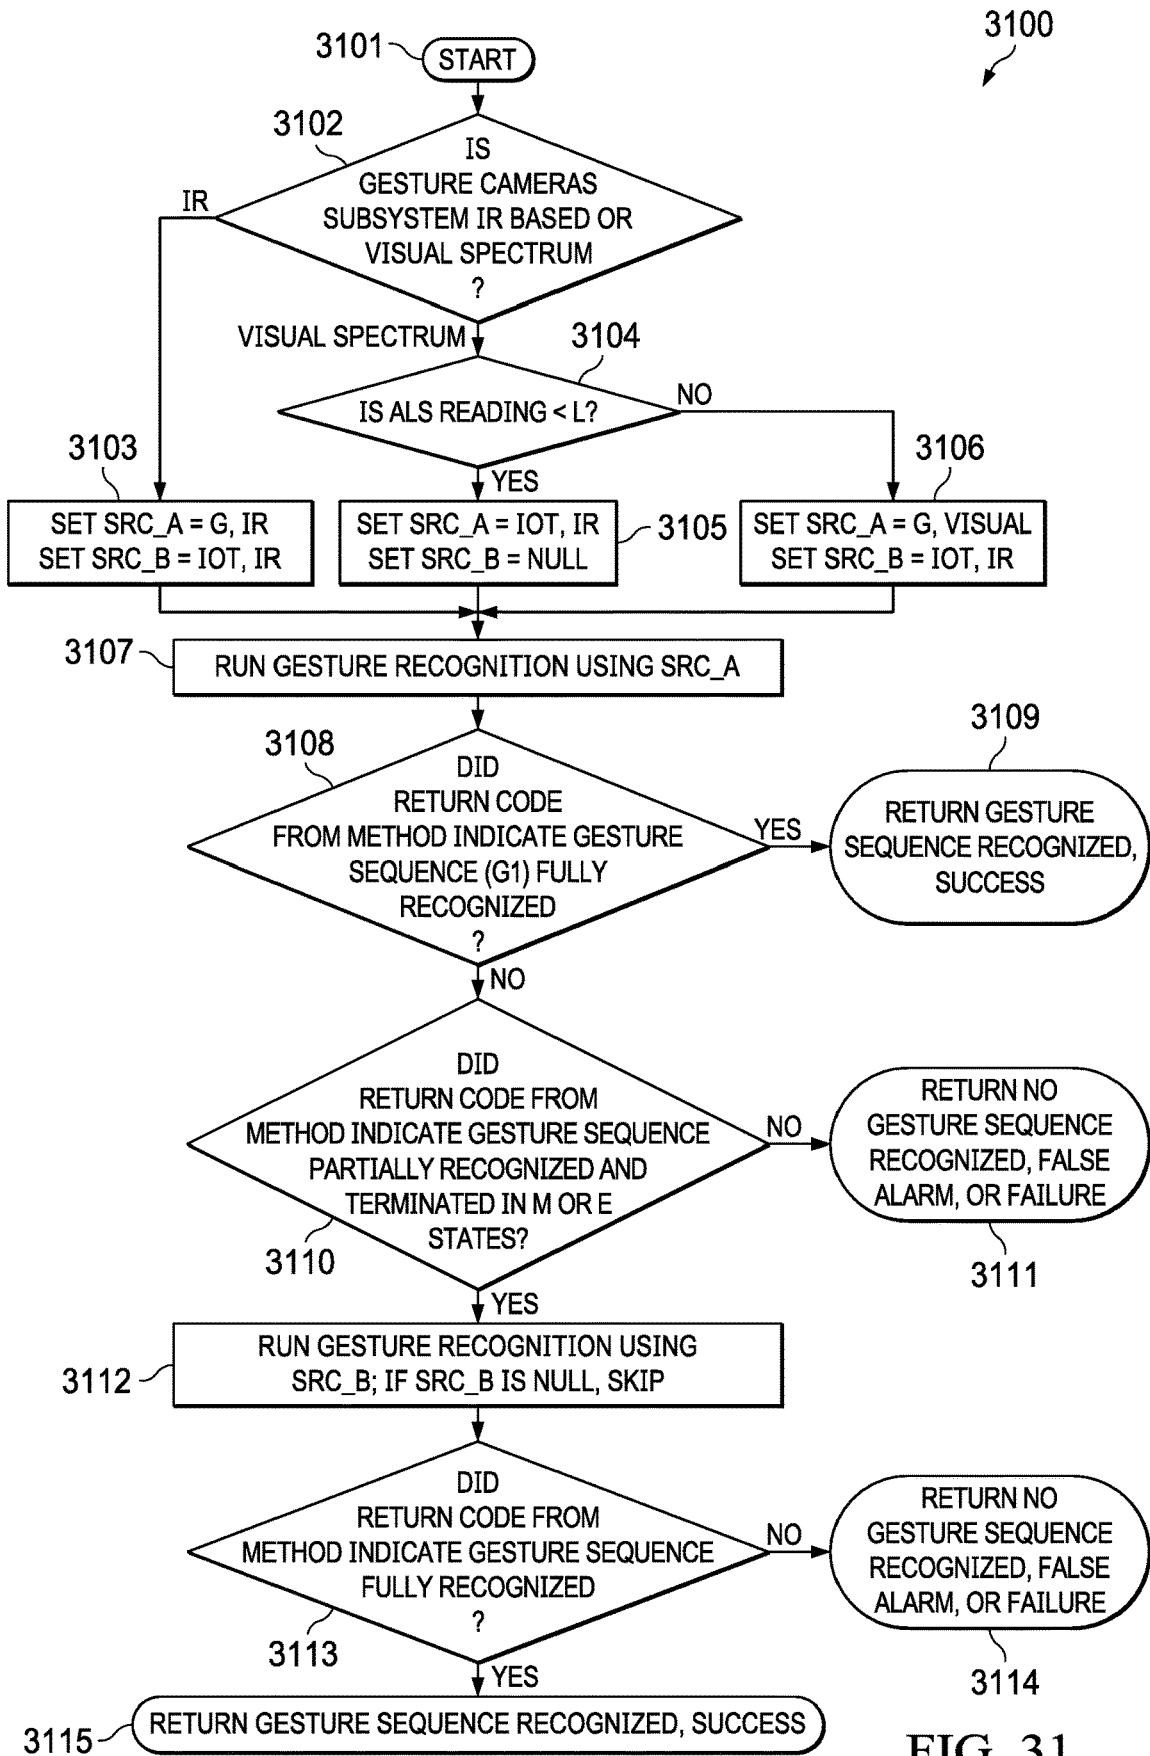 3100
3101
START
3102
IS
GESTURE CAMERAS
SUBSYSTEM IR BASED OR
VISUAL SPECTRUM
?
IR
VISUAL SPECTRUM
3104
IS ALS READING < L?
NO
YES
3103
SET SRC_A = G, IR
SET SRC_B = IOT, IR
SET SRC_A = IOT, IR
SET SRC_B = NULL
3105
3106
SET SRC_A = G, VISUAL
SET SRC_B = IOT, IR
3107
RUN GESTURE RECOGNITION USING SRC_A
3108
DID
RETURN CODE
FROM METHOD INDICATE GESTURE
SEQUENCE (G1) FULLY
RECOGNIZED
?
YES
3109
RETURN GESTURE
SEQUENCE RECOGNIZED,
SUCCESS
NO
DID
RETURN CODE FROM
METHOD INDICATE GESTURE SEQUENCE
PARTIALLY RECOGNIZED AND
TERMINATED IN M OR E
STATES?
3110
NO
RETURN NO
GESTURE SEQUENCE
RECOGNIZED, FALSE
ALARM, OR FAILURE
3111
YES
3112
RUN GESTURE RECOGNITION USING
SRC_B; IF SRC_B IS NULL, SKIP
DID
RETURN CODE FROM
METHOD INDICATE GESTURE SEQUENCE
FULLY RECOGNIZED
?
3113
NO
RETURN NO
GESTURE SEQUENCE
RECOGNIZED, FALSE
ALARM, OR FAILURE
3114
YES
3115
RETURN GESTURE SEQUENCE RECOGNIZED, SUCCESS
FIG. 31